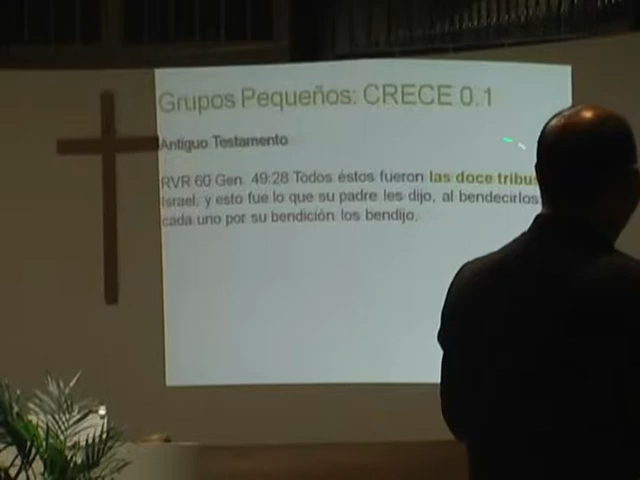 Grupos Pequeños: CRECE 0.1
Antiguo Testamento
RVR 60 Gen. 49:28 Todos éstos fueron las doce tribu
Israel, y esto fue lo que su padre les dijo, al bendecirlos
cada uno por su bendición los bendijo.